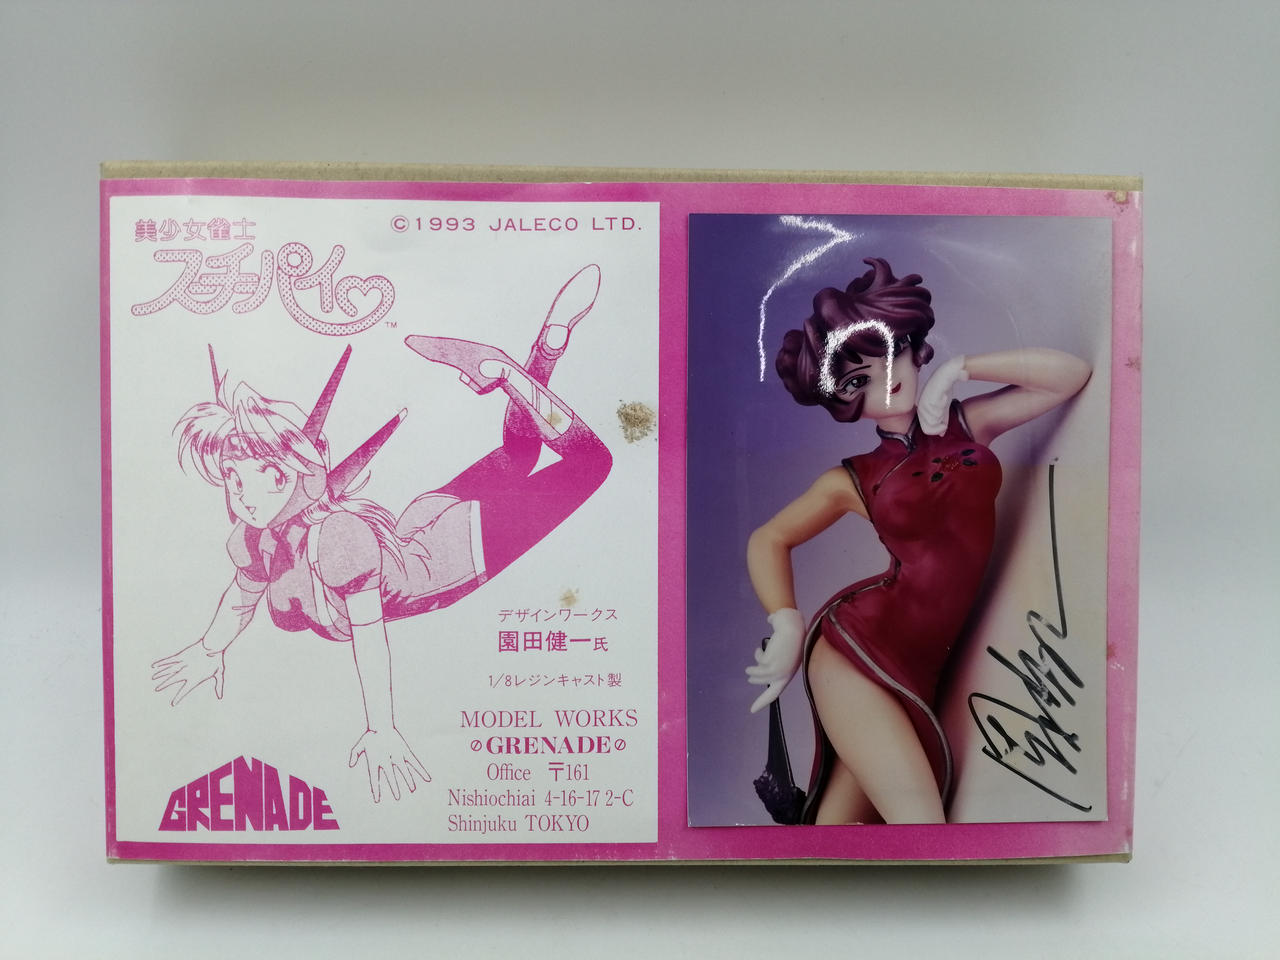 美少女雀士
スーチーパイ
TM
©1993 JALECO LTD.
デザインワークス
園田健一氏
1/8レジンキャスト製
MODEL WORKS
GRENADE
Office 〒161
Nishiochiai 4-16-17 2-C
Shinjuku TOKYO
GRENADE